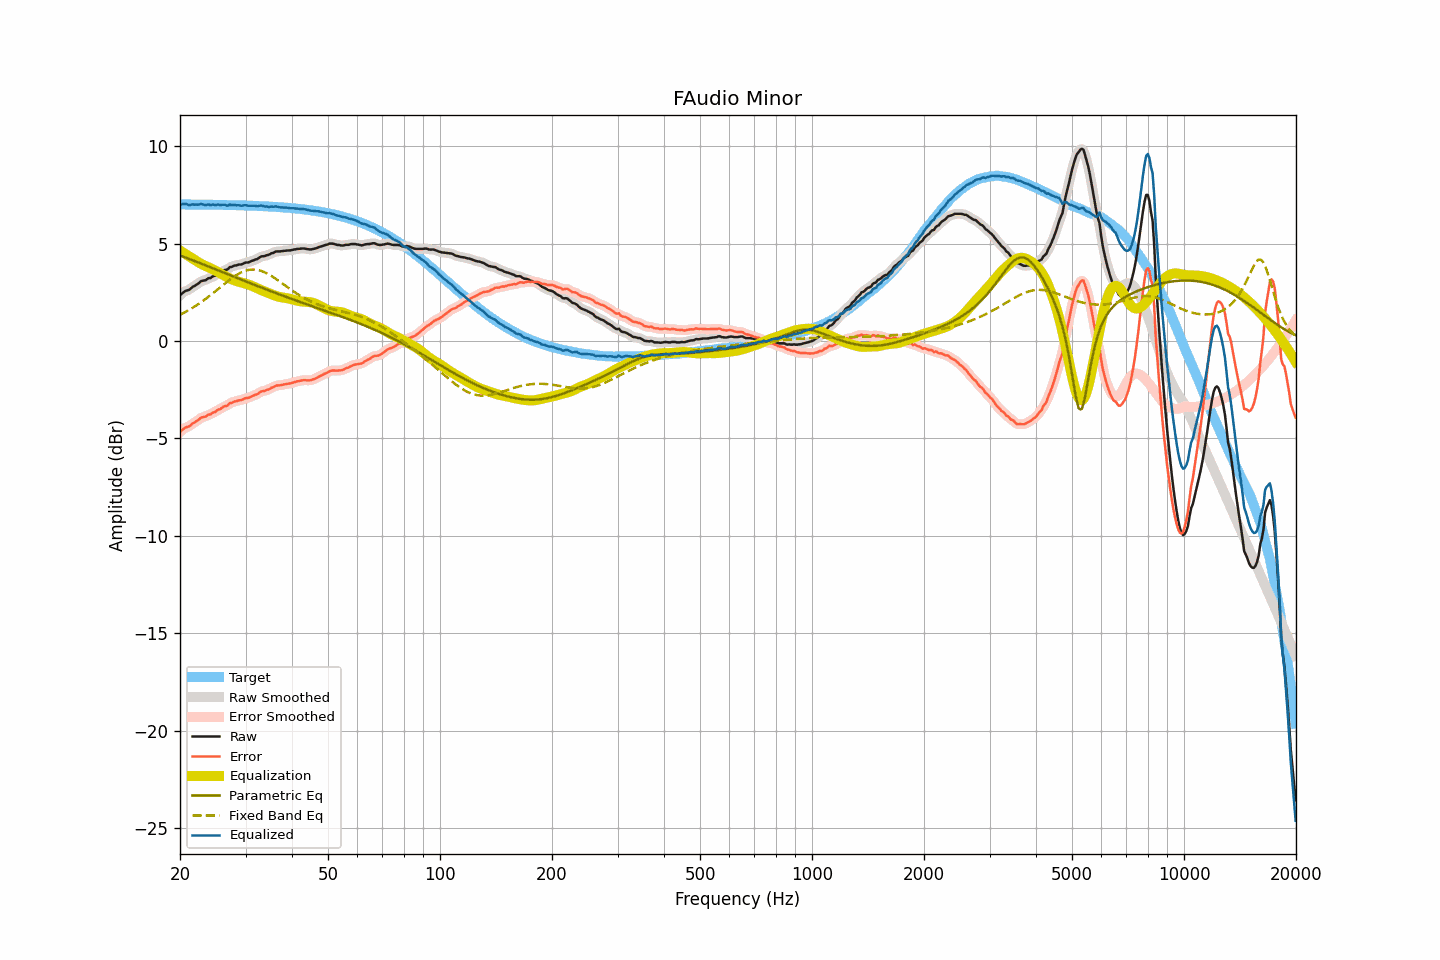 FAudio Minor
Amplitude (dBr)
10
5
0
−5
−10
−15
−20
−25
Target
Raw Smoothed
Error Smoothed
Raw
Error
Equalization
Parametric Eq
Fixed Band Eq
Equalized
20 50 100 200 500 1000 2000 5000 10000 20000
Frequency (Hz)